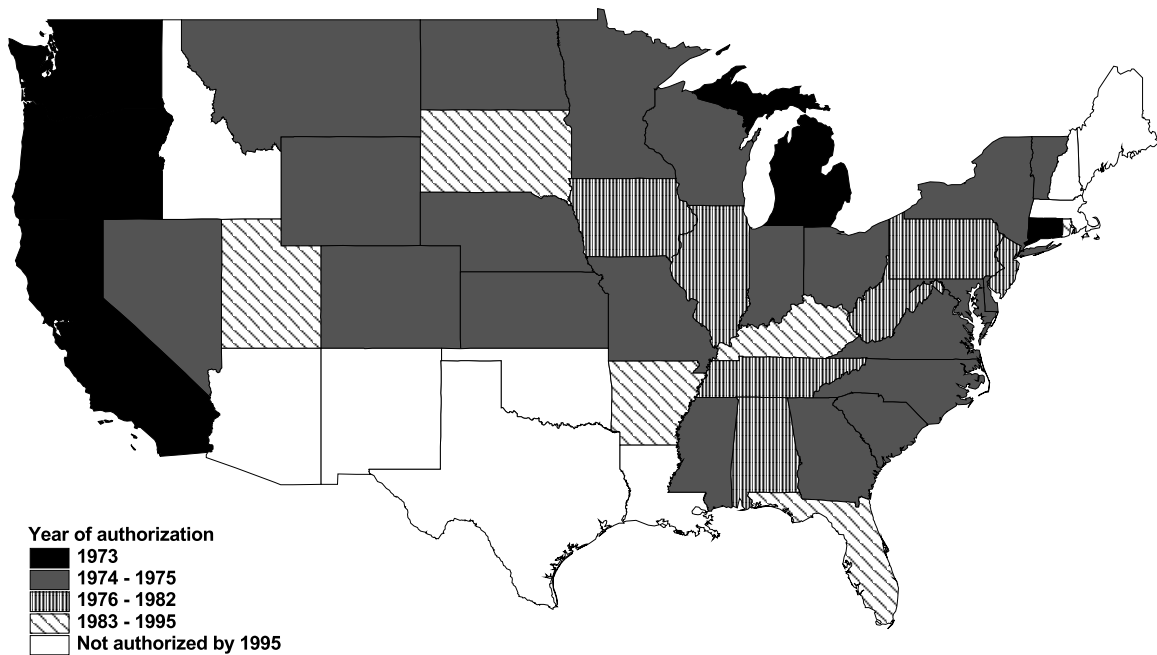 Year of authorization
1973
1974 - 1975
1976 - 1982
1983 - 1995
Not authorized by 1995